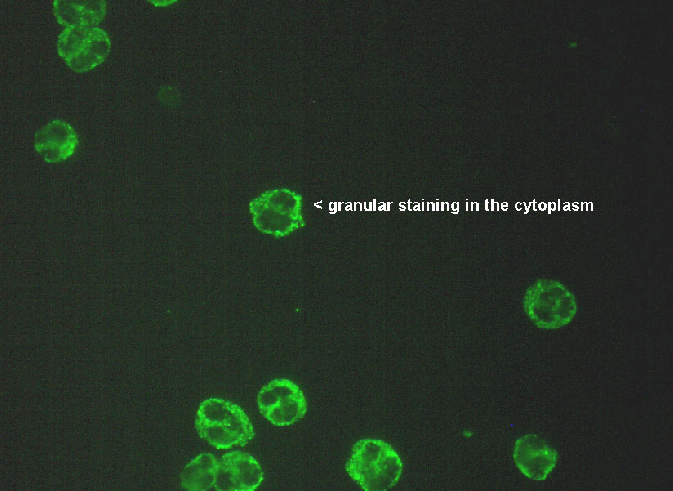 < granular staining in the cytoplasm